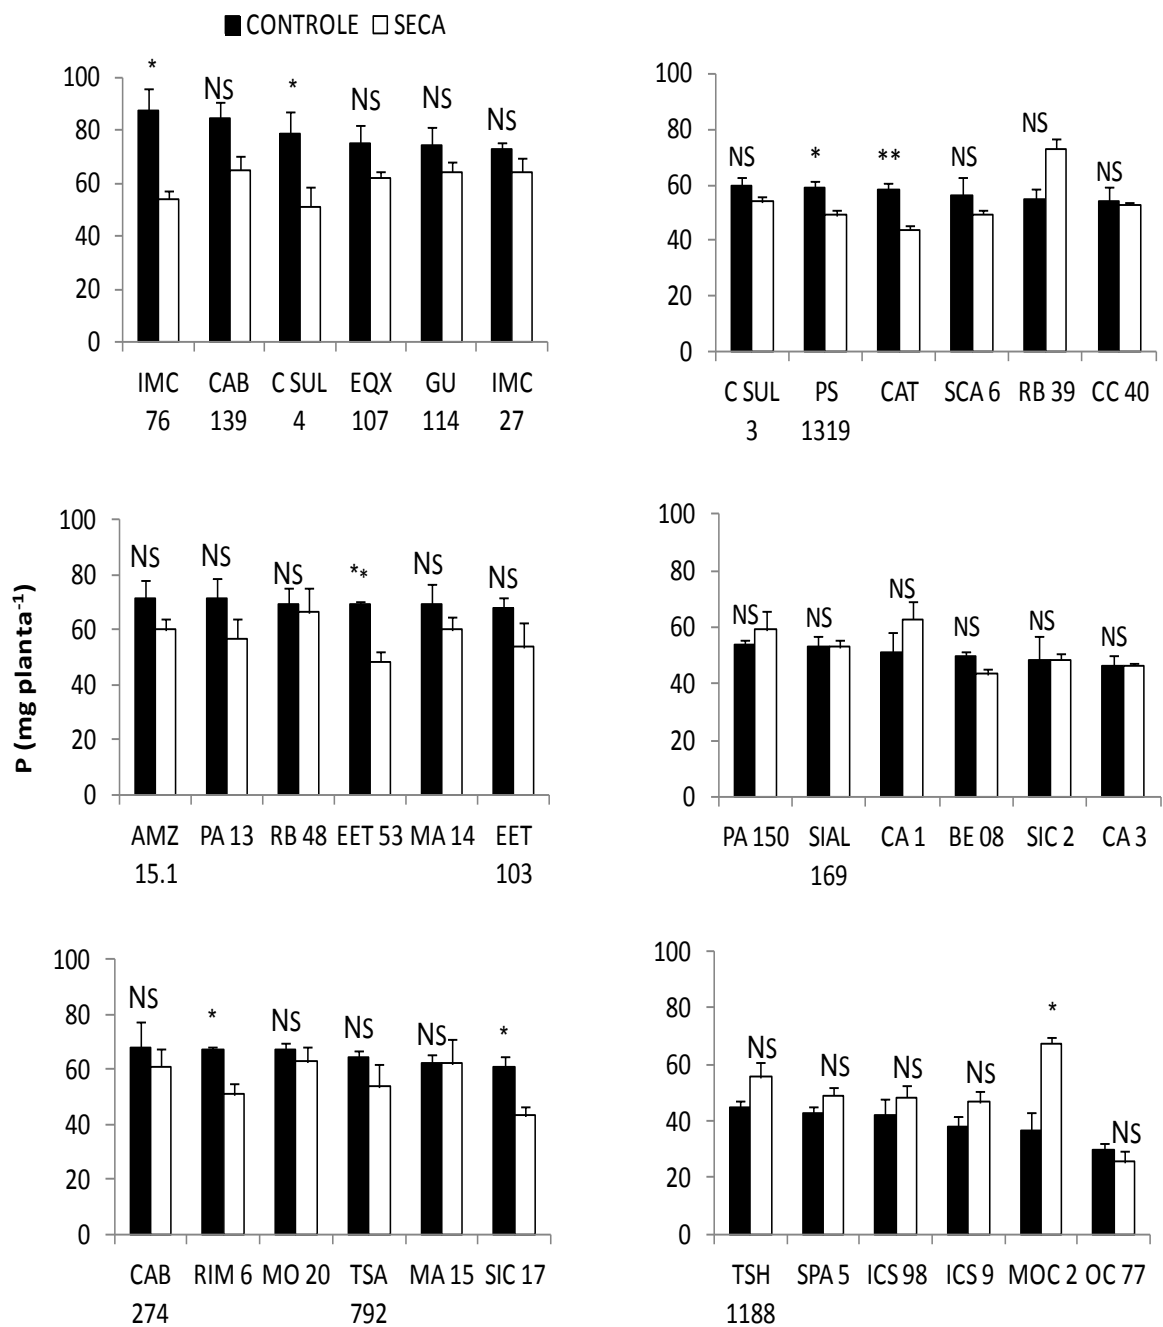 CONTROLE SECA
P (mg planta⁻¹)
100
80
60
40
20
0
* NS * NS NS NS
IMC CAB C SUL EQX GU IMC
76 139 4 107 114 27
100
80
60
40
20
0
NS * ** NS NS NS
C SUL PS CAT SCA 6 RB 39 CC 40
3 1319
100
80
60
40
20
0
NS NS NS ** NS NS
AMZ PA 13 RB 48 EET 53 MA 14 EET
15.1 103
100
80
60
40
20
0
NS NS NS NS NS NS
PA 150 SIAL CA 1 BE 08 SIC 2 CA 3
169
100
80
60
40
20
0
NS * NS NS NS *
CAB RIM 6 MO 20 TSA MA 15 SIC 17
274 792
100
80
60
40
20
0
NS NS NS NS * NS
TSH SPA 5 ICS 98 ICS 9 MOC 2 OC 77
1188